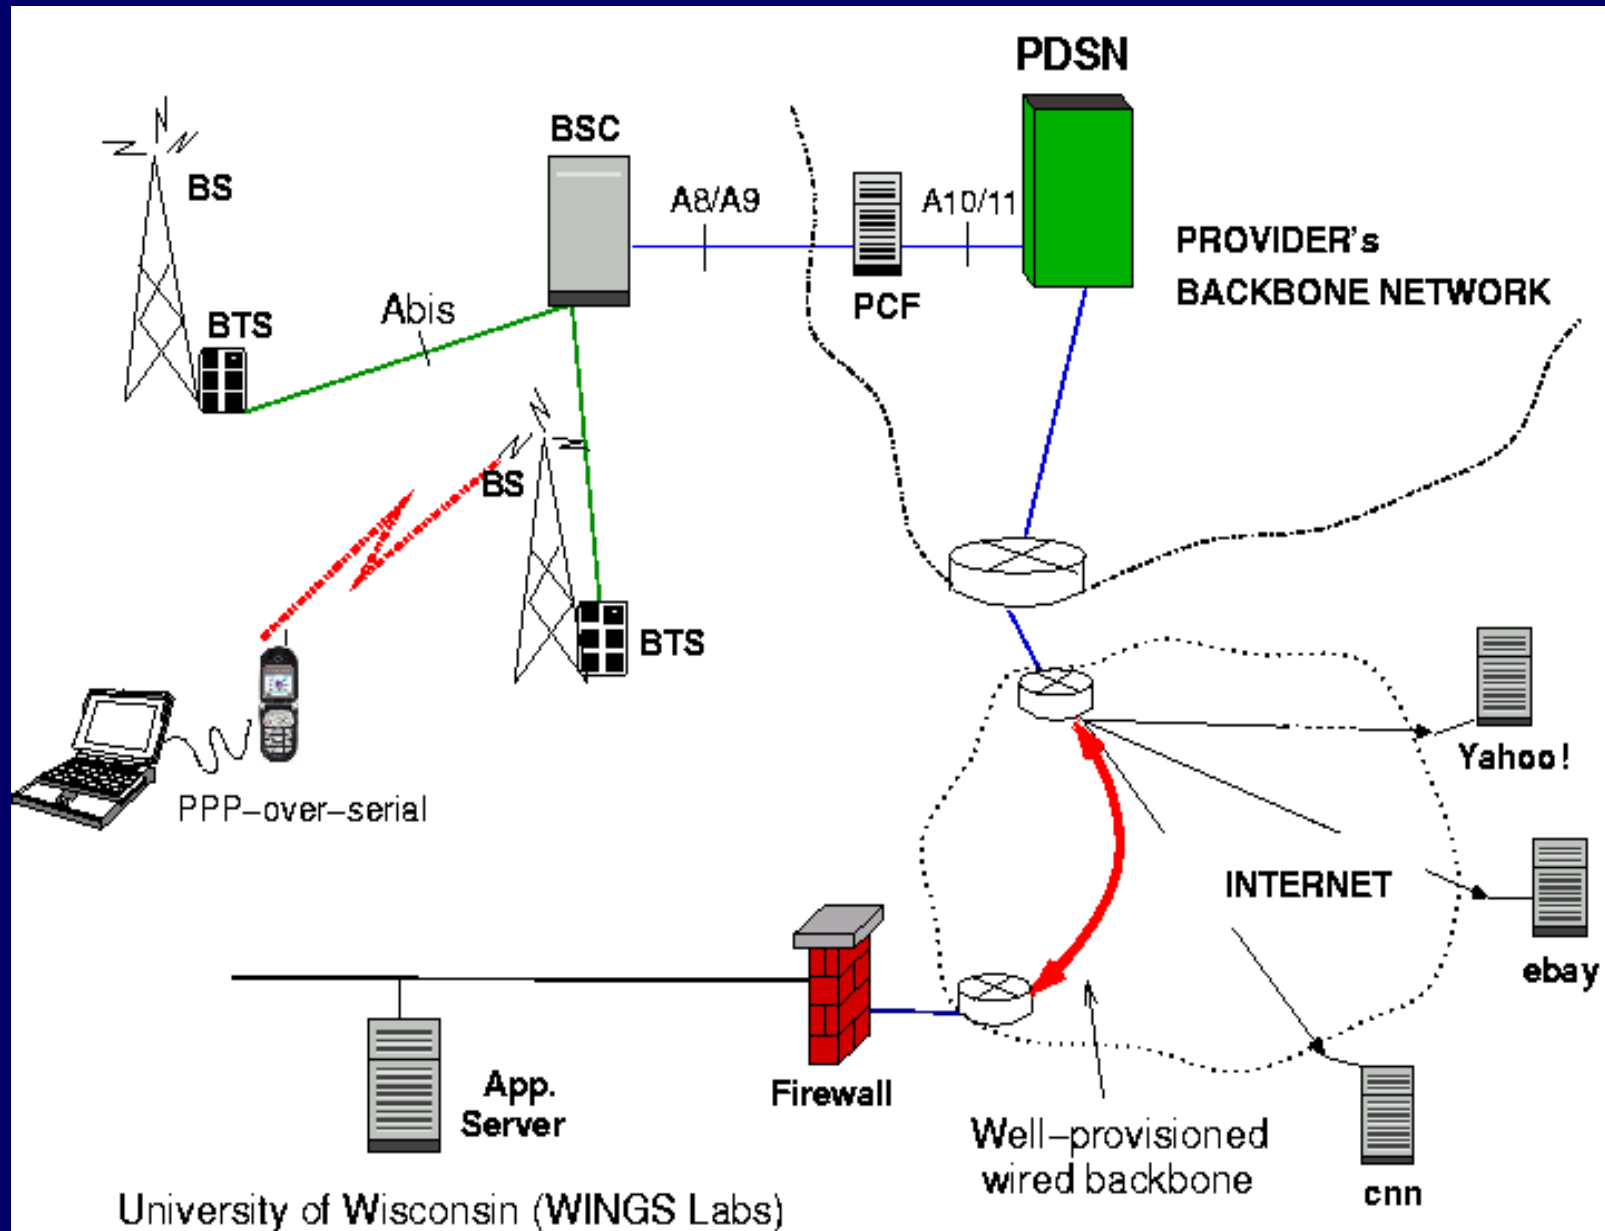 PDSN
BSC
BS
A8/A9
A10/11
PROVIDER's
BACKBONE NETWORK
PCF
Abis
BTS
BS
BTS
Yahoo!
PPP-over-serial
INTERNET
ebay
App.
Server
Firewall
Well-provisioned
wired backbone
cnn
University of Wisconsin (WINGS Labs)